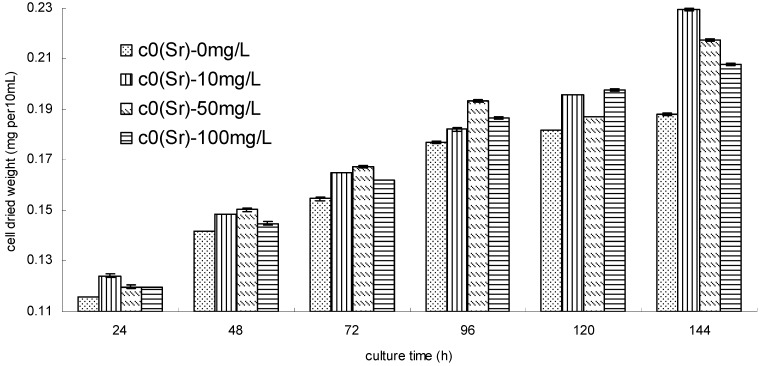 0.23
0.21
0.19
0.17
0.15
0.13
0.11
cell dried weight (mg per10mL)
c0(Sr)-0mg/L
c0(Sr)-10mg/L
c0(Sr)-50mg/L
c0(Sr)-100mg/L
24 48 72 96 120 144
culture time (h)